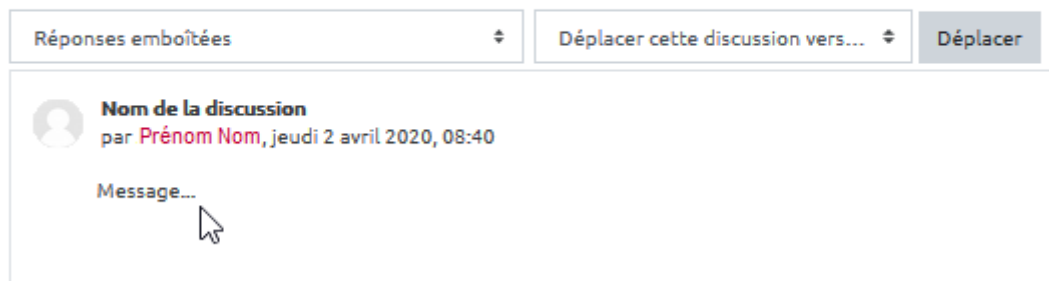 Réponses emboîtées
Déplacer cette discussion vers...
Déplacer
Nom de la discussion
par Prénom Nom, jeudi 2 avril 2020, 08:40
Message...